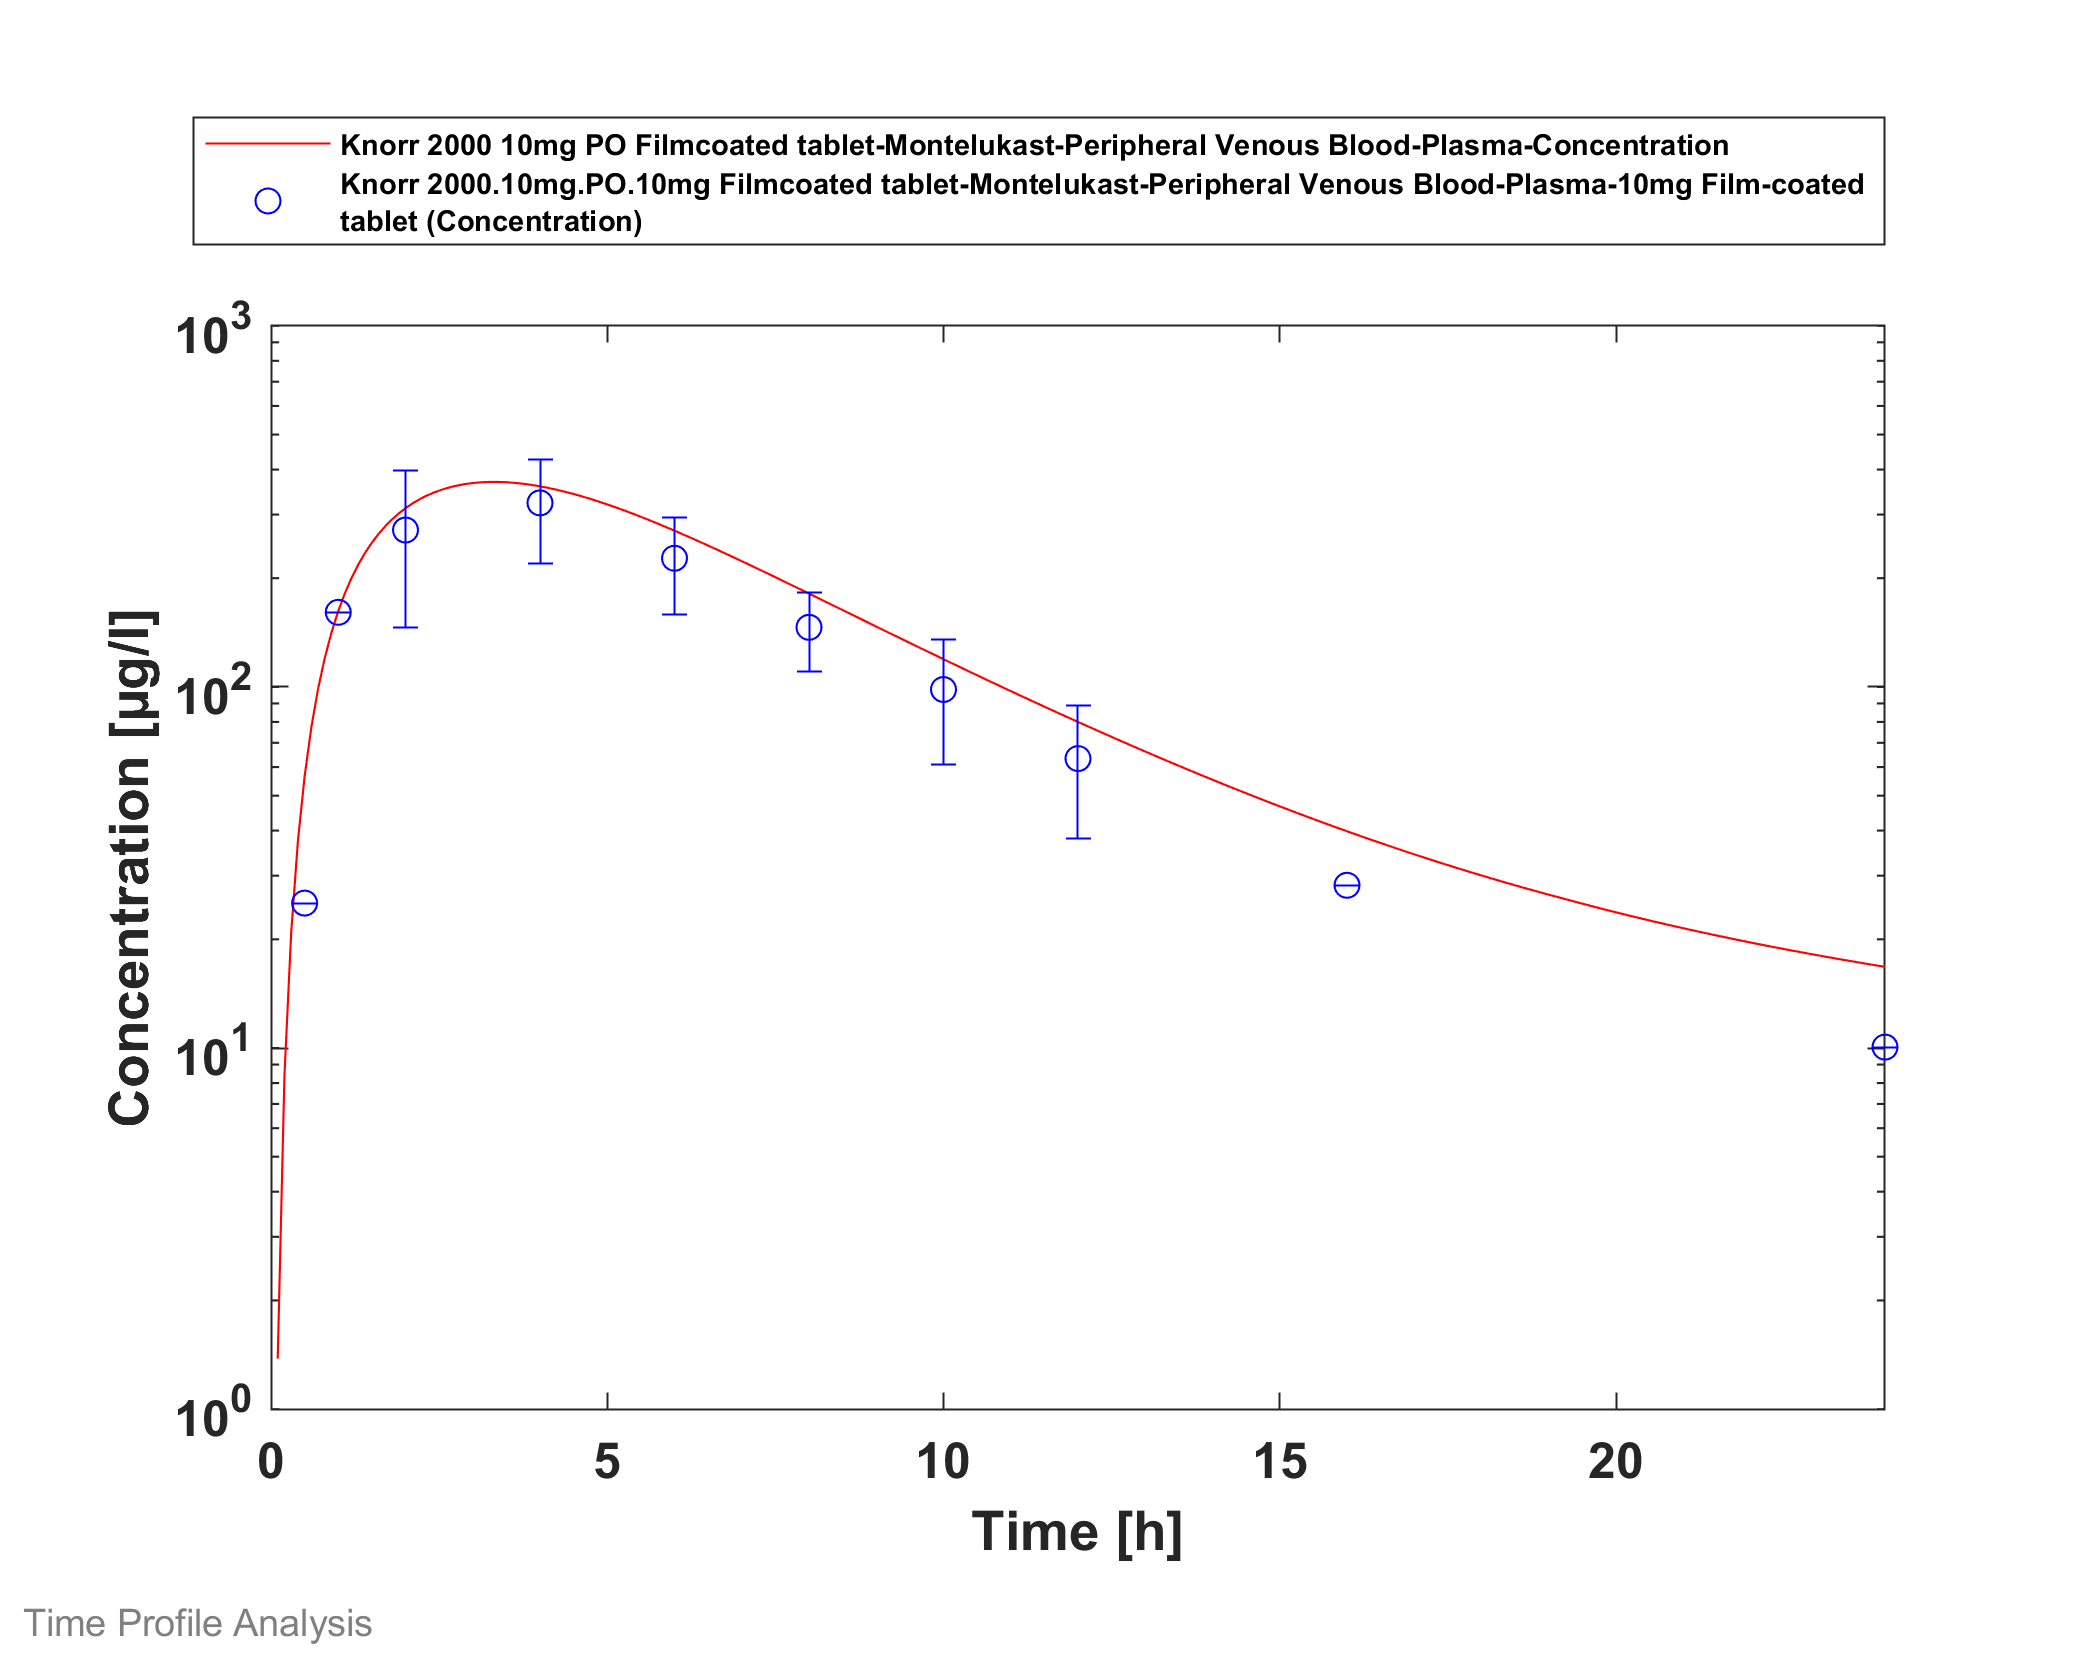 Knorr 2000 10mg PO Filmcoated tablet-Montelukast-Peripheral Venous Blood-Plasma-Concentration
Knorr 2000.10mg.PO.10mg Filmcoated tablet-Montelukast-Peripheral Venous Blood-Plasma-10mg Film-coated
tablet (Concentration)
10^3
10^2
10^1
10^0
Concentration [µg/l]
0 5 10 15 20
Time [h]
Time Profile Analysis